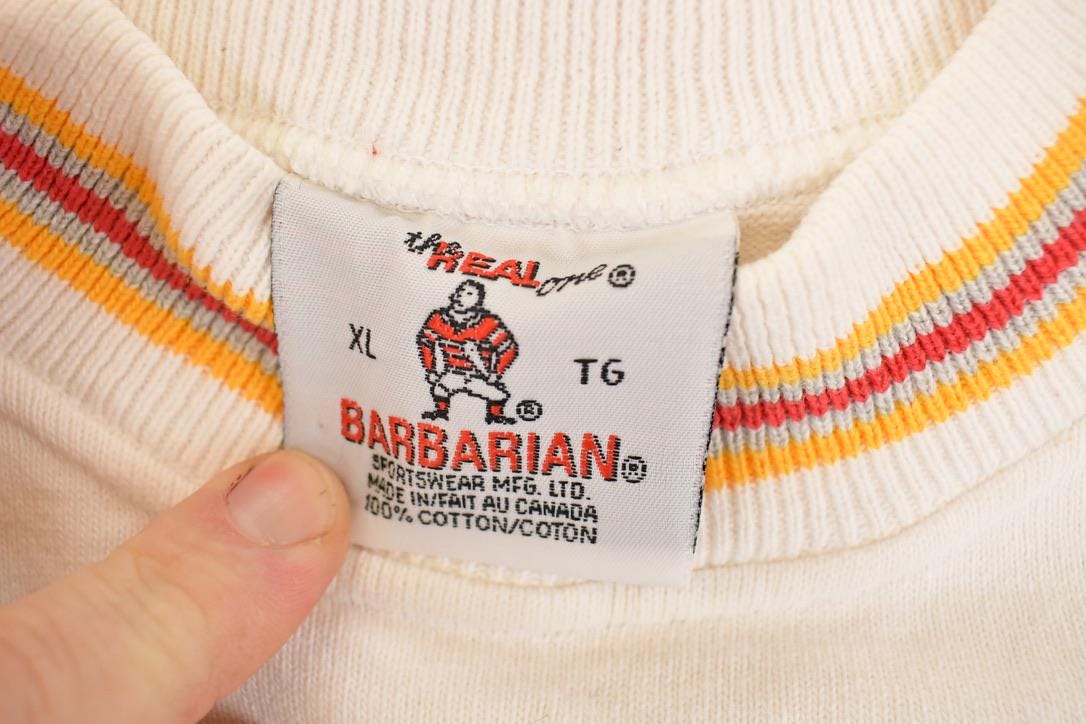 the REAL one ®
XL TG
®
BARBARIAN®
SPORTSWEAR MFG. LTD.
MADE IN/FAIT AU CANADA
100% COTTON/COTON